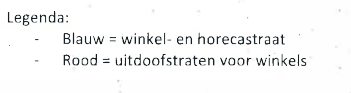 Legenda:
- Blauw = winkel- en horecastraat
- Rood = uitdoofstraten voor winkels